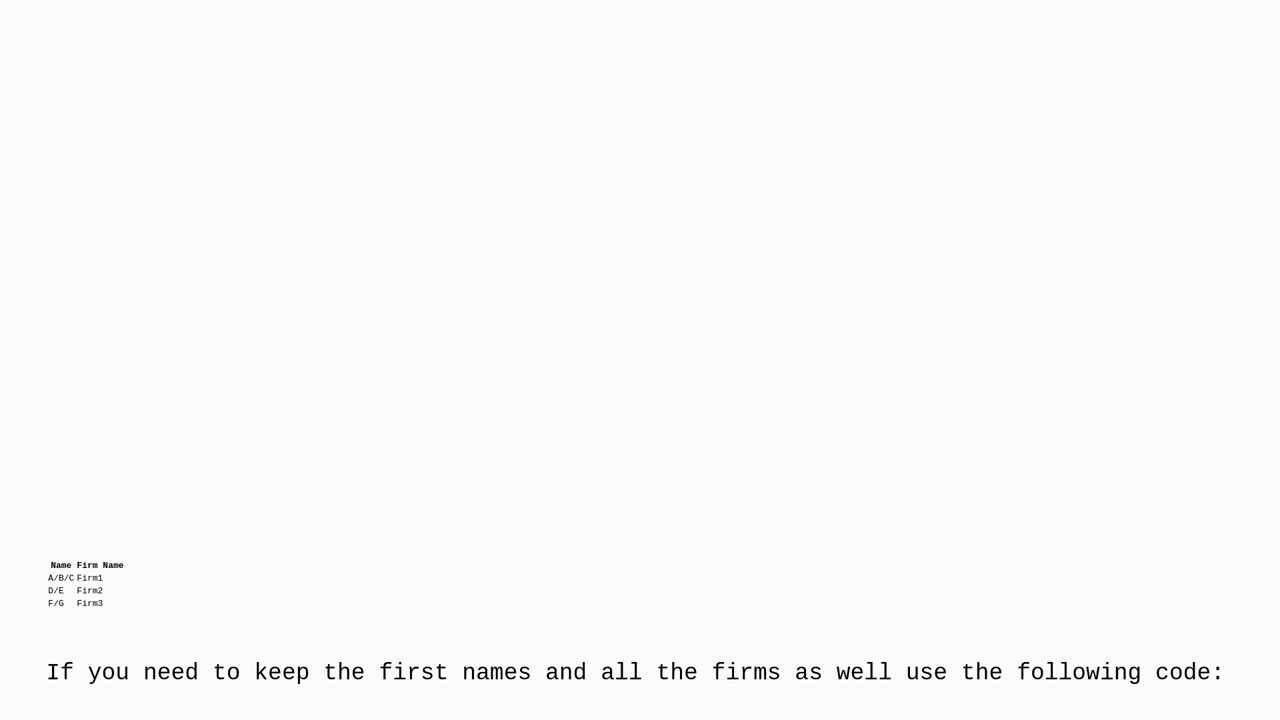 Name Firm Name
A/B/C Firm1
D/E Firm2
F/G Firm3
If you need to keep the first names and all the firms as well use the following code: